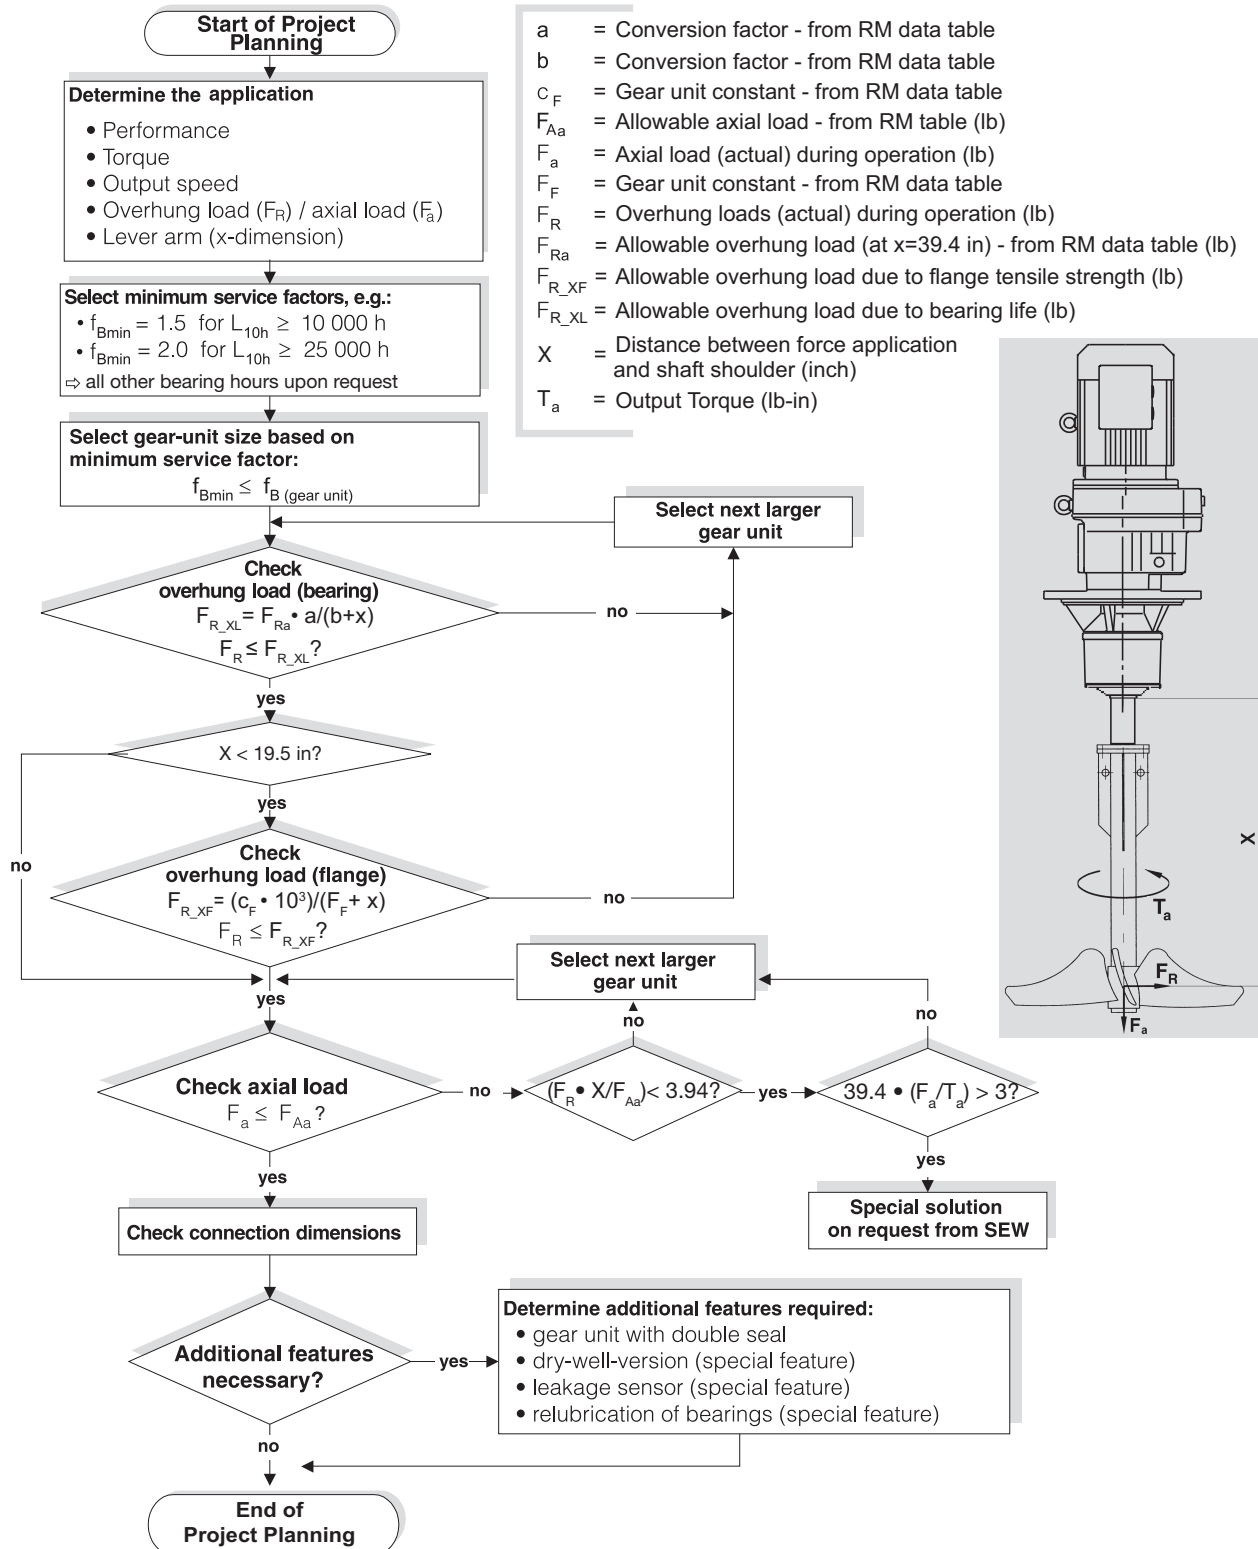 Start of Project
Planning
Determine the application
• Performance
• Torque
• Output speed
• Overhung load (F_R) / axial load (F_a)
• Lever arm (x-dimension)
Select minimum service factors, e.g.:
• f_Bmin = 1.5 for L_10h ≥ 10 000 h
• f_Bmin = 2.0 for L_10h ≥ 25 000 h
⇨ all other bearing hours upon request
Select gear-unit size based on
minimum service factor:
f_Bmin ≤ f_B (gear unit)
a = Conversion factor - from RM data table
b = Conversion factor - from RM data table
c_F = Gear unit constant - from RM data table
F_Aa = Allowable axial load - from RM table (lb)
F_a = Axial load (actual) during operation (lb)
F_F = Gear unit constant - from RM data table
F_R = Overhung loads (actual) during operation (lb)
F_Ra = Allowable overhung load (at x=39.4 in) - from RM data table (lb)
F_R_XF = Allowable overhung load due to flange tensile strength (lb)
F_R_XL = Allowable overhung load due to bearing life (lb)
X = Distance between force application
and shaft shoulder (inch)
T_a = Output Torque (lb-in)
Select next larger
gear unit
Check
overhung load (bearing)
F_R_XL = F_Ra • a/(b+x)
F_R ≤ F_R_XL?
no
yes
X < 19.5 in?
yes
no
Check
overhung load (flange)
F_R_XF = (c_F • 10³)/(F_F + x)
F_R ≤ F_R_XF?
no
yes
Select next larger
gear unit
no
no
Check axial load
F_a ≤ F_Aa?
no
(F_R • X/F_Aa) < 3.94?
yes
39.4 • (F_a/T_a) > 3?
yes
yes
Special solution
on request from SEW
Check connection dimensions
Additional features
necessary?
yes
Determine additional features required:
• gear unit with double seal
• dry-well-version (special feature)
• leakage sensor (special feature)
• relubrication of bearings (special feature)
no
End of
Project Planning
X
T_a
F_R
F_a